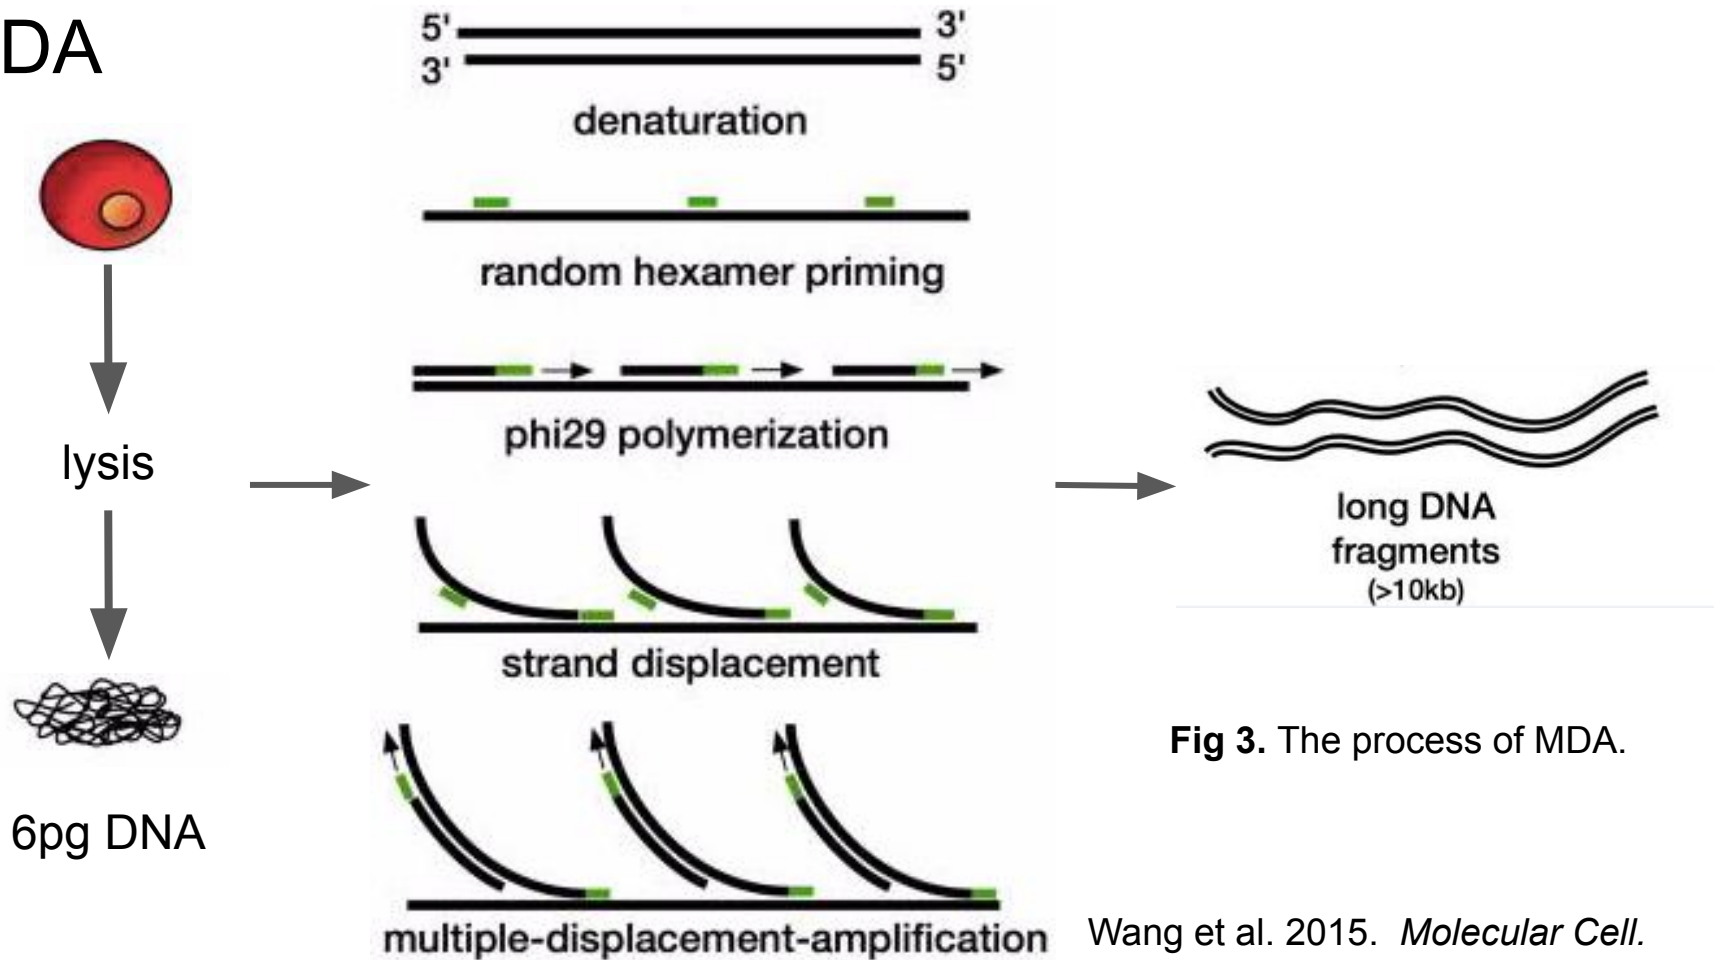 DA
5' 3'
3' 5'
denaturation
random hexamer priming
phi29 polymerization
lysis
strand displacement
6pg DNA
multiple-displacement-amplification
long DNA
fragments
(>10kb)
Fig 3. The process of MDA.
Wang et al. 2015. Molecular Cell.